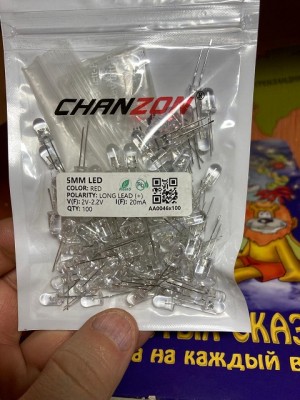 CHANZON
5MM LED
COLOR: RED
POLARITY: LONG LEAD (+)
V(F): 2V-2.2V I(F): 20mA
QTY: 100
AA0046x100
на каждый